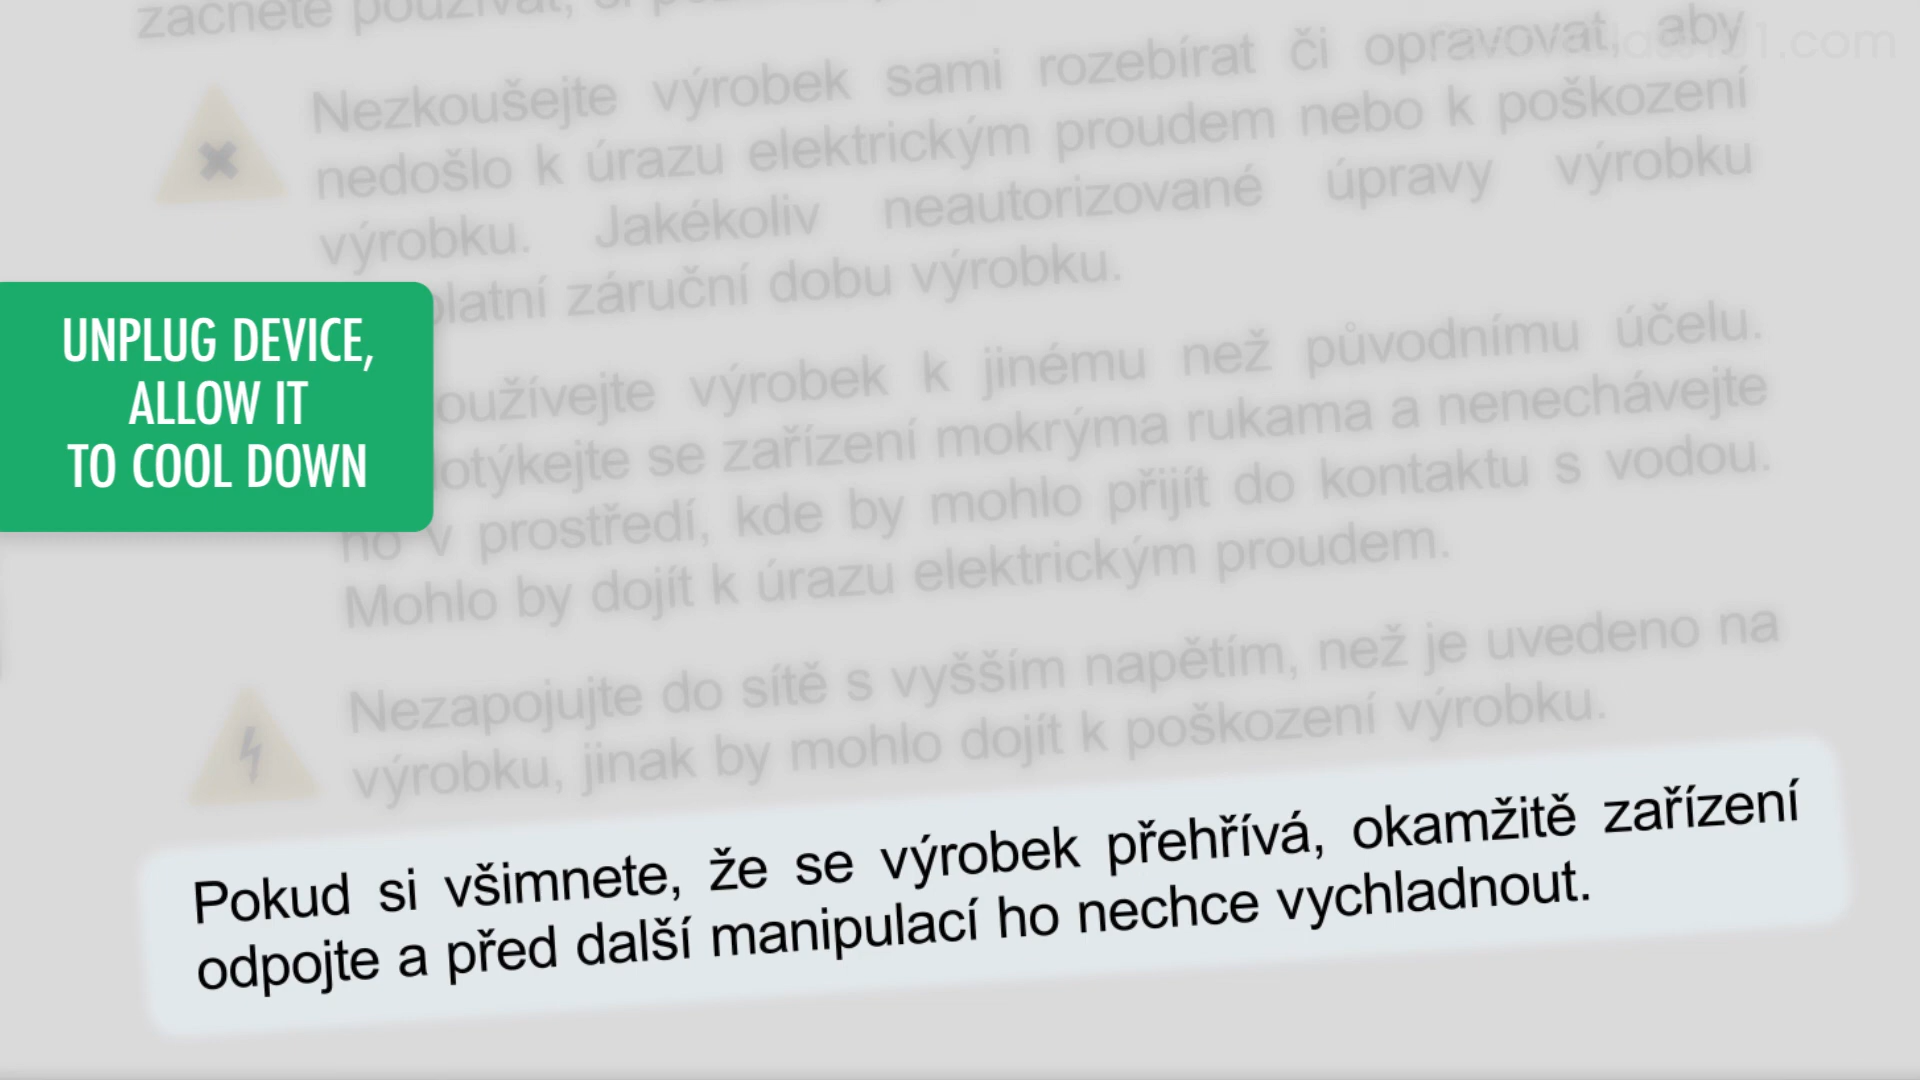 začnete používat, si
Nezkoušejte výrobek sami rozebírat či opravovat, aby
nedošlo k úrazu elektrickým proudem nebo k poškození
výrobku. Jakékoliv neautorizované úpravy výrobku
platní záruční dobu výrobku.
UNPLUG DEVICE,
ALLOW IT
TO COOL DOWN
oužívejte výrobek k jinému než původnímu účelu.
otýkejte se zařízení mokrýma rukama a nenechávejte
ho v prostředí, kde by mohlo přijít do kontaktu s vodou.
Mohlo by dojít k úrazu elektrickým proudem.
Nezapojujte do sítě s vyšším napětím, než je uvedeno na
výrobku, jinak by mohlo dojít k poškození výrobku.
Pokud si všimnete, že se výrobek přehřívá, okamžitě zařízení
odpojte a před další manipulací ho nechce vychladnout.